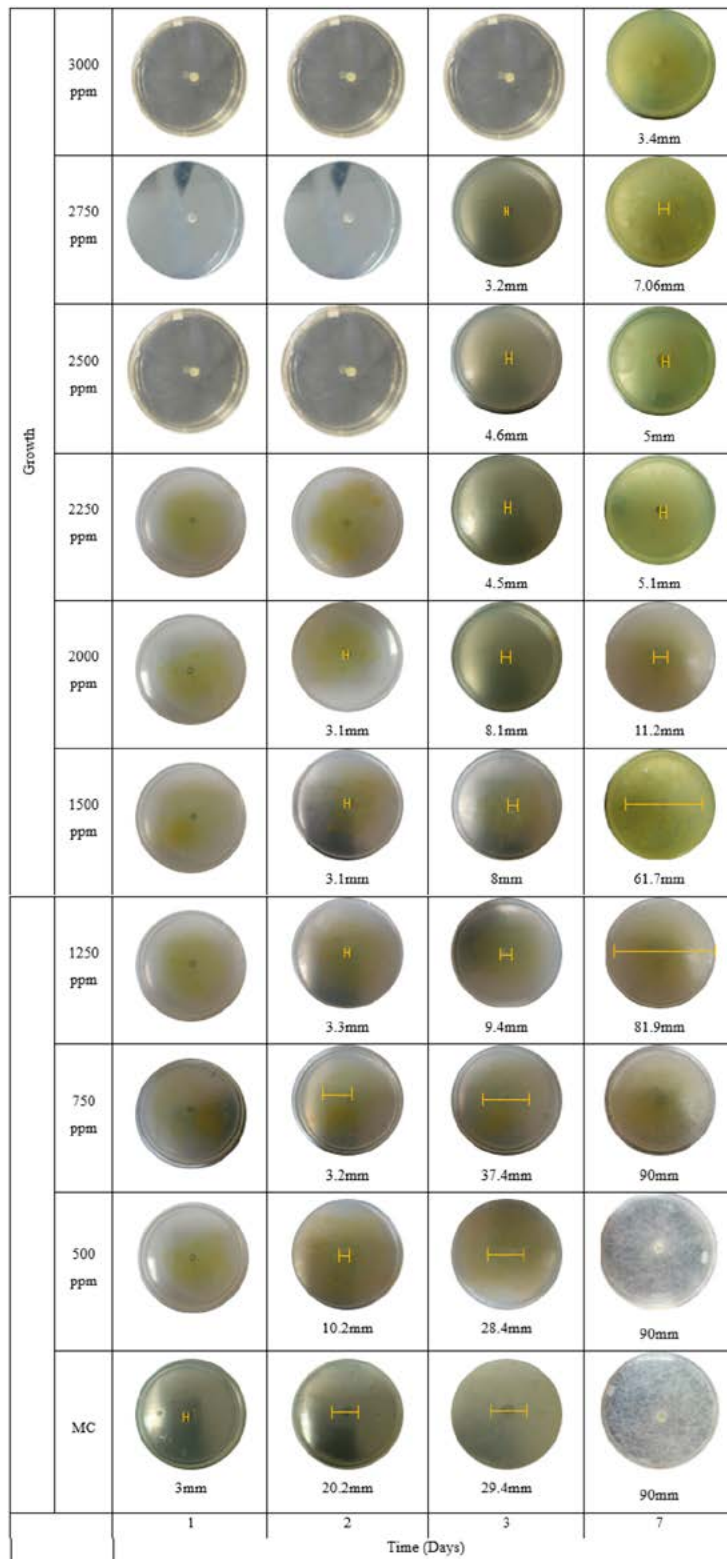 3000
ppm
3.4mm
2750
ppm
3.2mm
7.06mm
2500
ppm
4.6mm
5mm
Growth
2250
ppm
4.5mm
5.1mm
2000
ppm
3.1mm
8.1mm
11.2mm
1500
ppm
3.1mm
8mm
61.7mm
1250
ppm
3.3mm
9.4mm
81.9mm
750
ppm
3.2mm
37.4mm
90mm
500
ppm
10.2mm
28.4mm
90mm
MC
3mm
20.2mm
29.4mm
90mm
1
2
3
7
Time (Days)